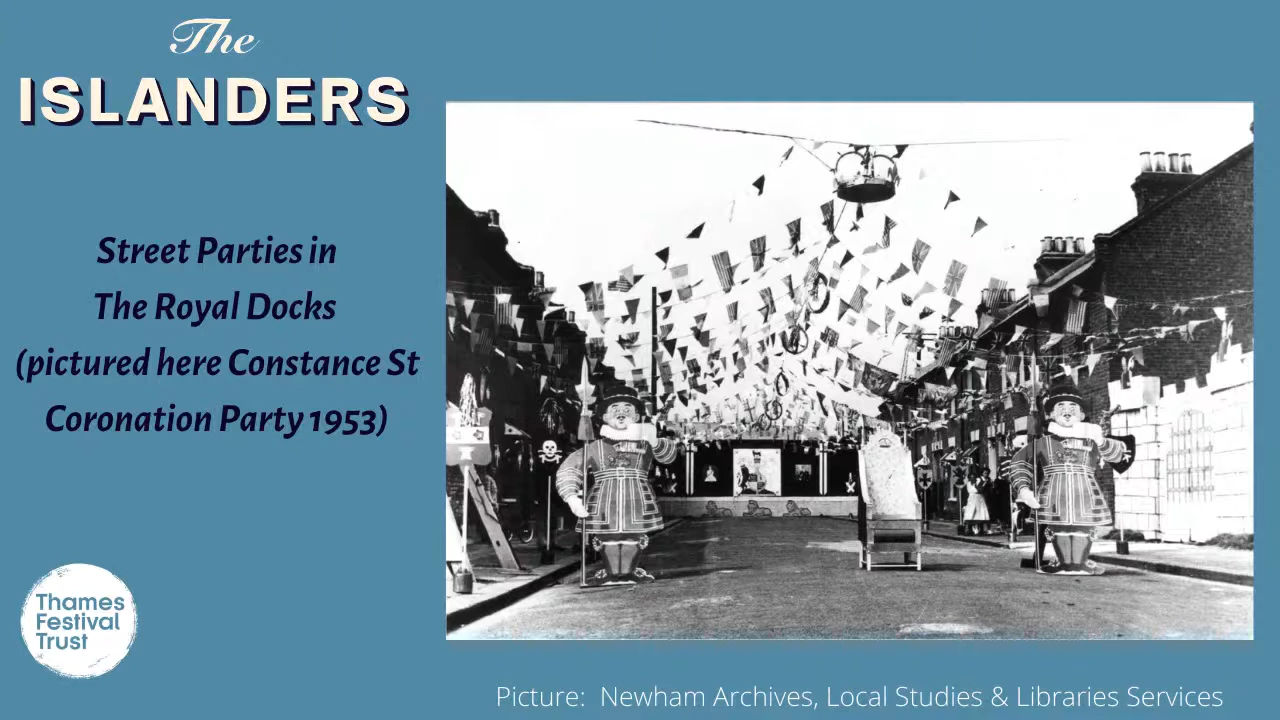 The
ISLANDERS
Street Parties in
The Royal Docks
(pictured here Constance St
Coronation Party 1953)
Thames
Festival
Trust
Picture: Newham Archives, Local Studies & Libraries Services